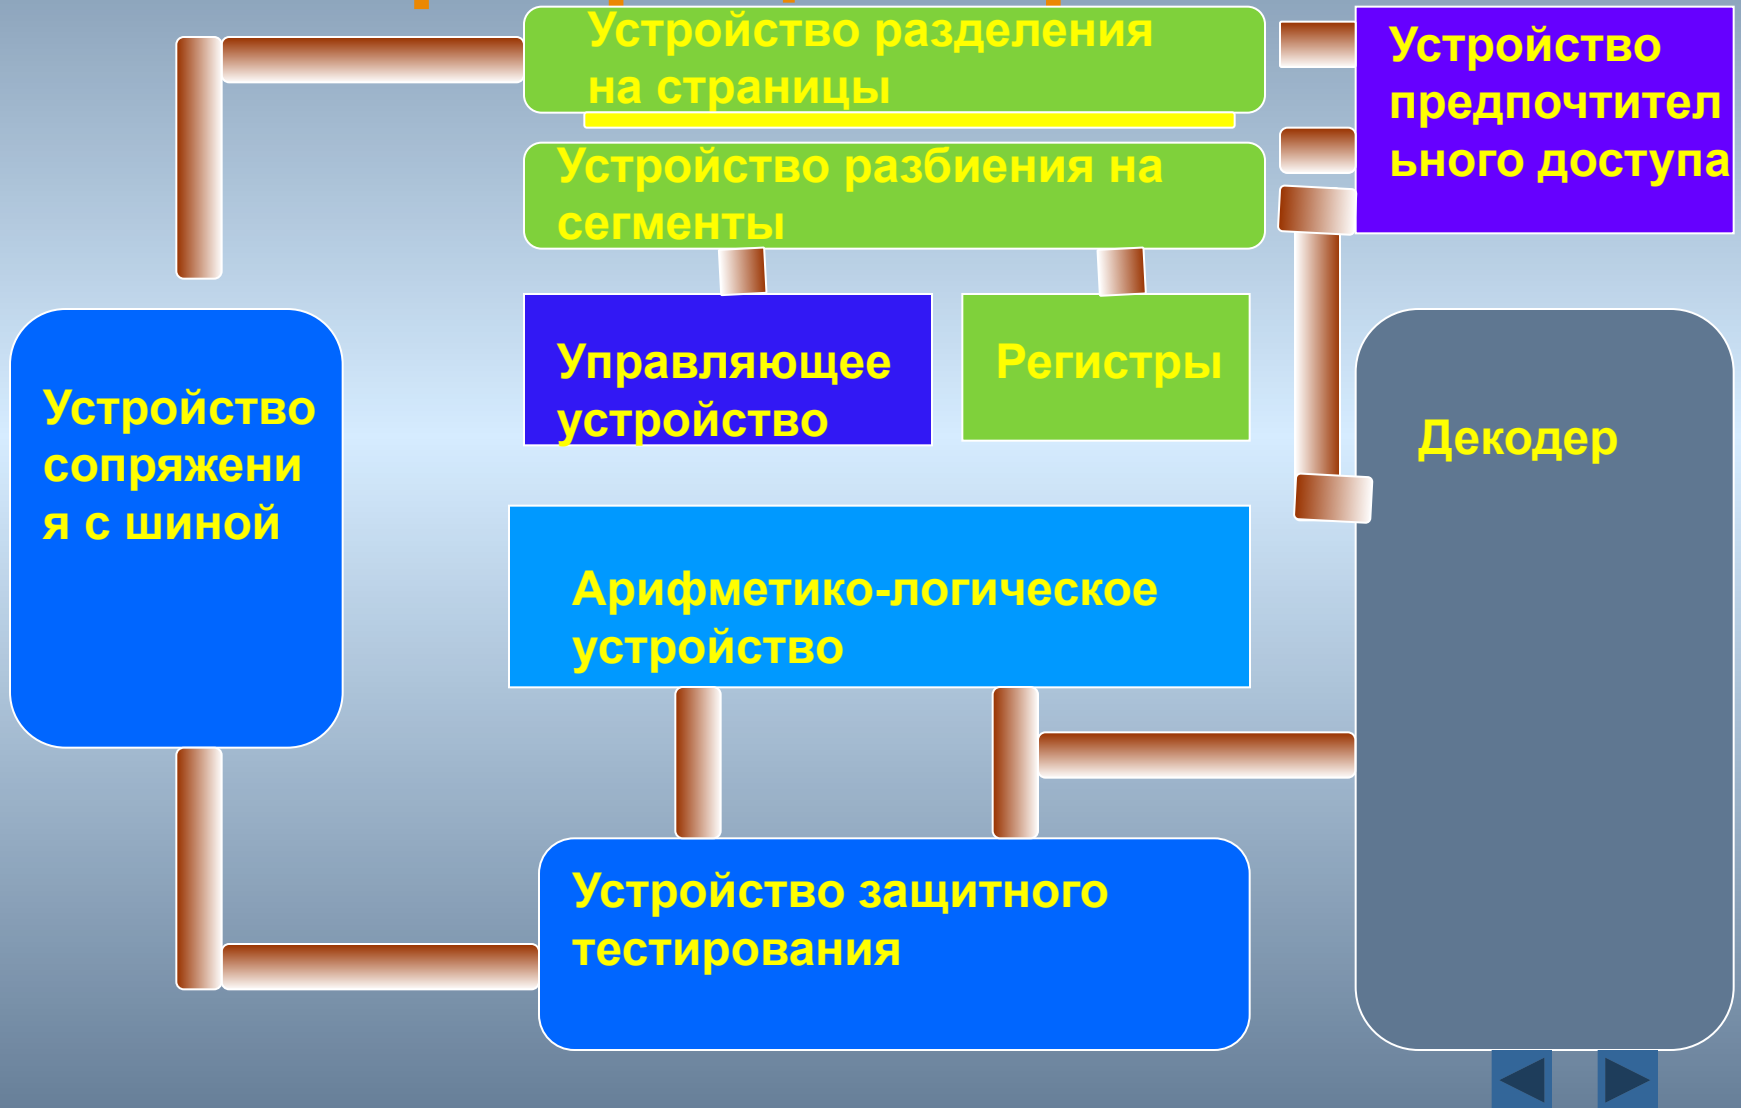 Устройство разделения
на страницы
Устройство
предпочтител
ьного доступа
Устройство разбиения на
сегменты
Управляющее
устройство
Регистры
Устройство
сопряжени
я с шиной
Декодер
Арифметико-логическое
устройство
Устройство защитного
тестирования